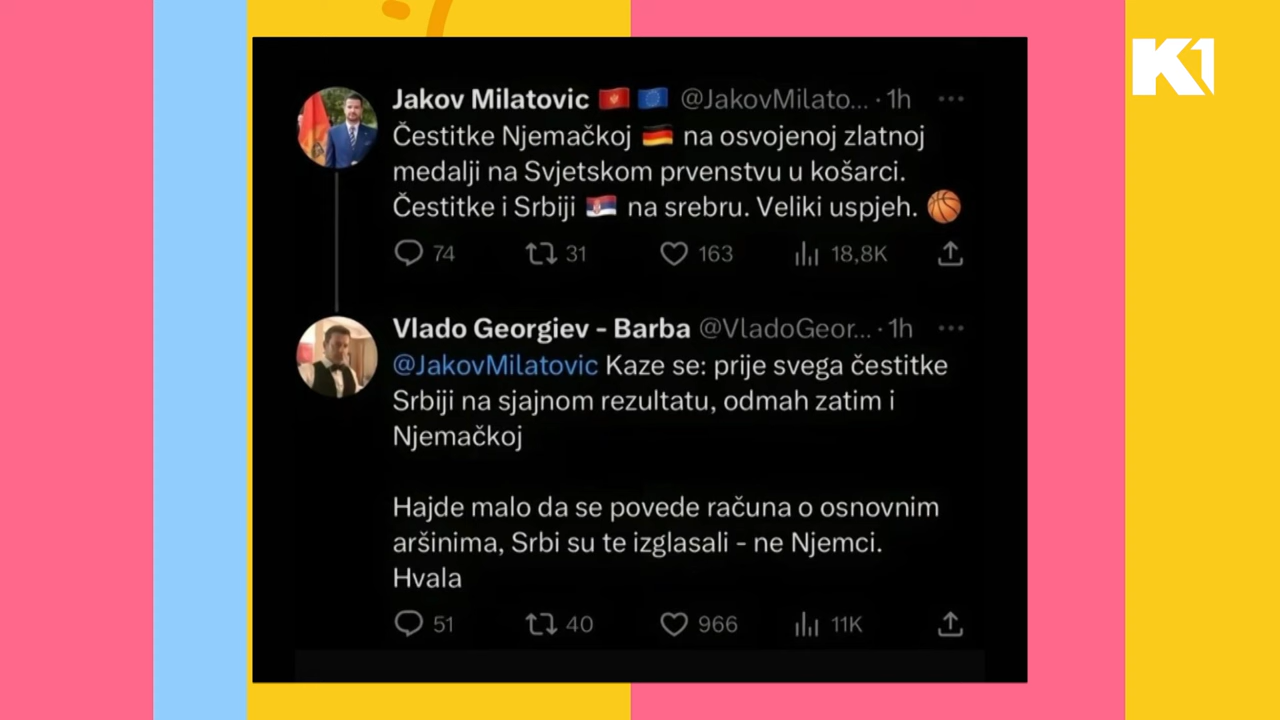 K1
Jakov Milatovic 🇲🇪 🇪🇺 @JakovMilato... · 1h
Čestitke Njemačkoj 🇩🇪 na osvojenoj zlatnoj
medalji na Svjetskom prvenstvu u košarci.
Čestitke i Srbiji 🇷🇸 na srebru. Veliki uspjeh. 🏀
74 31 163 18,8K
Vlado Georgiev - Barba @VladoGeor... · 1h
@JakovMilatovic Kaze se: prije svega čestitke
Srbiji na sjajnom rezultatu, odmah zatim i
Njemačkoj
Hajde malo da se povede računa o osnovnim
aršinima, Srbi su te izglasali - ne Njemci.
Hvala
51 40 966 11K